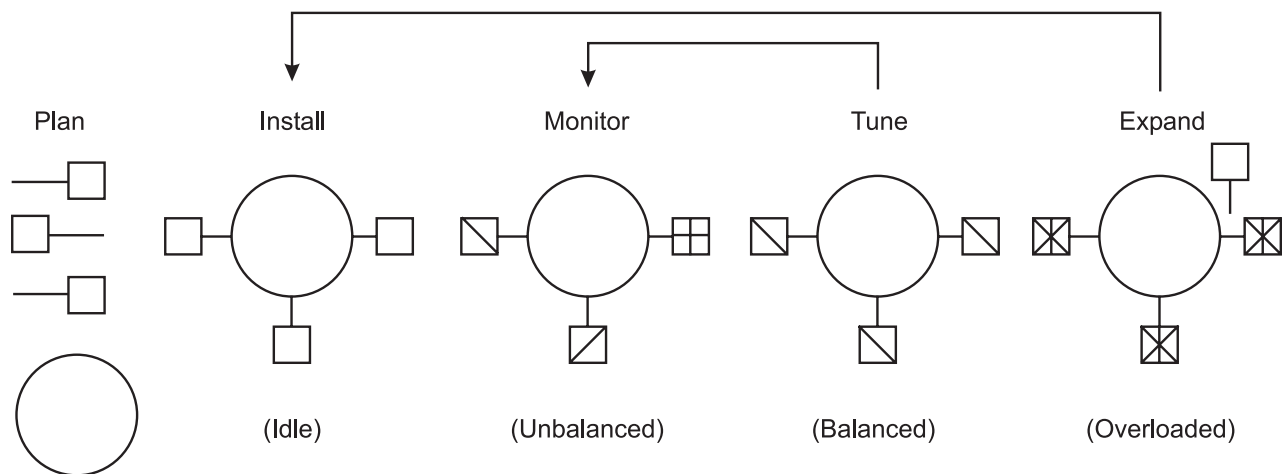 Plan
Install
Monitor
Tune
Expand
(Idle)
(Unbalanced)
(Balanced)
(Overloaded)